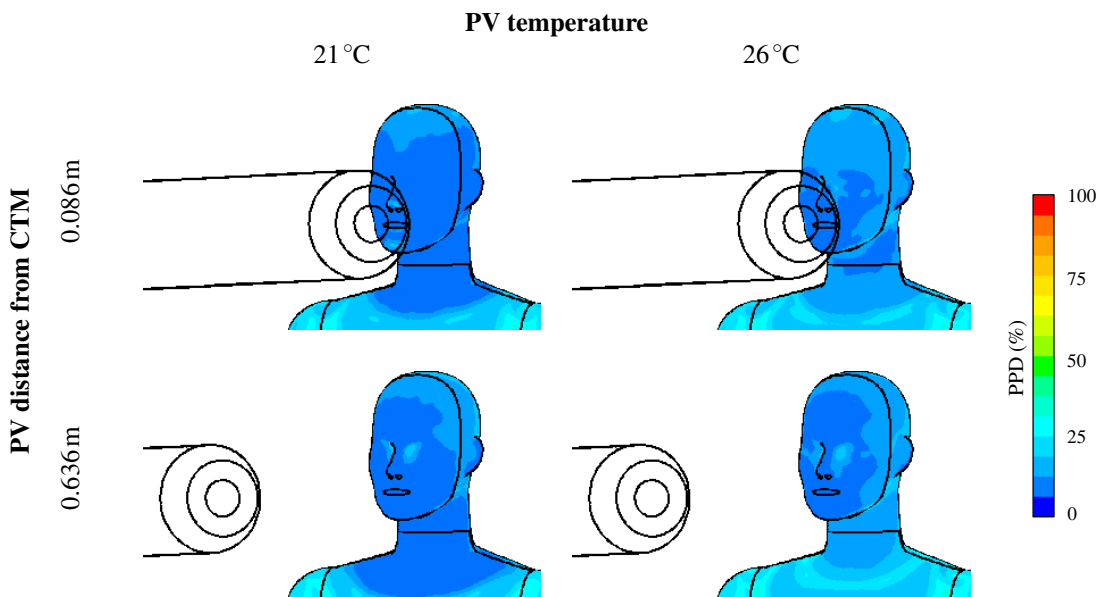 PV temperature
21 °C
26 °C
PV distance from CTM
0.086 m
0.636 m
PPD (%)
100
75
50
25
0